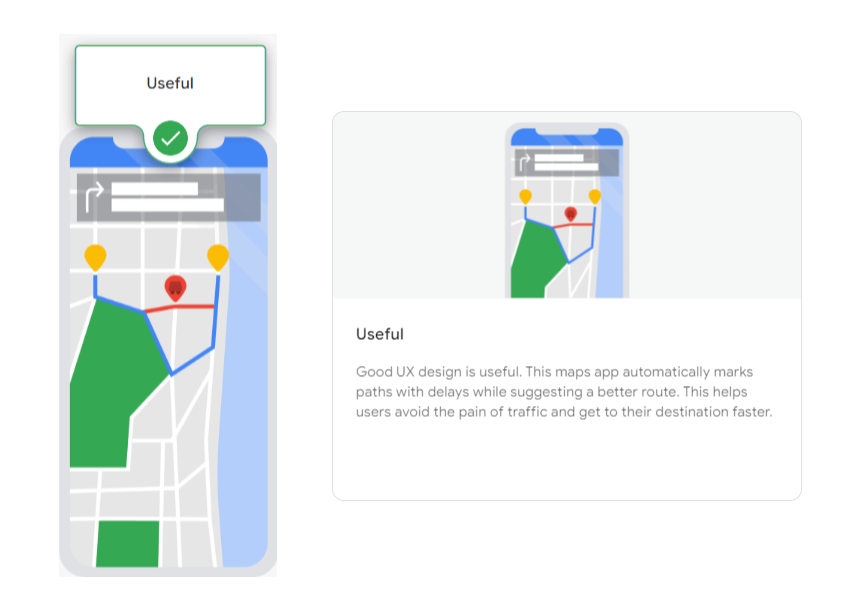 Useful
Useful
Good UX design is useful. This maps app automatically marks
paths with delays while suggesting a better route. This helps
users avoid the pain of traffic and get to their destination faster.